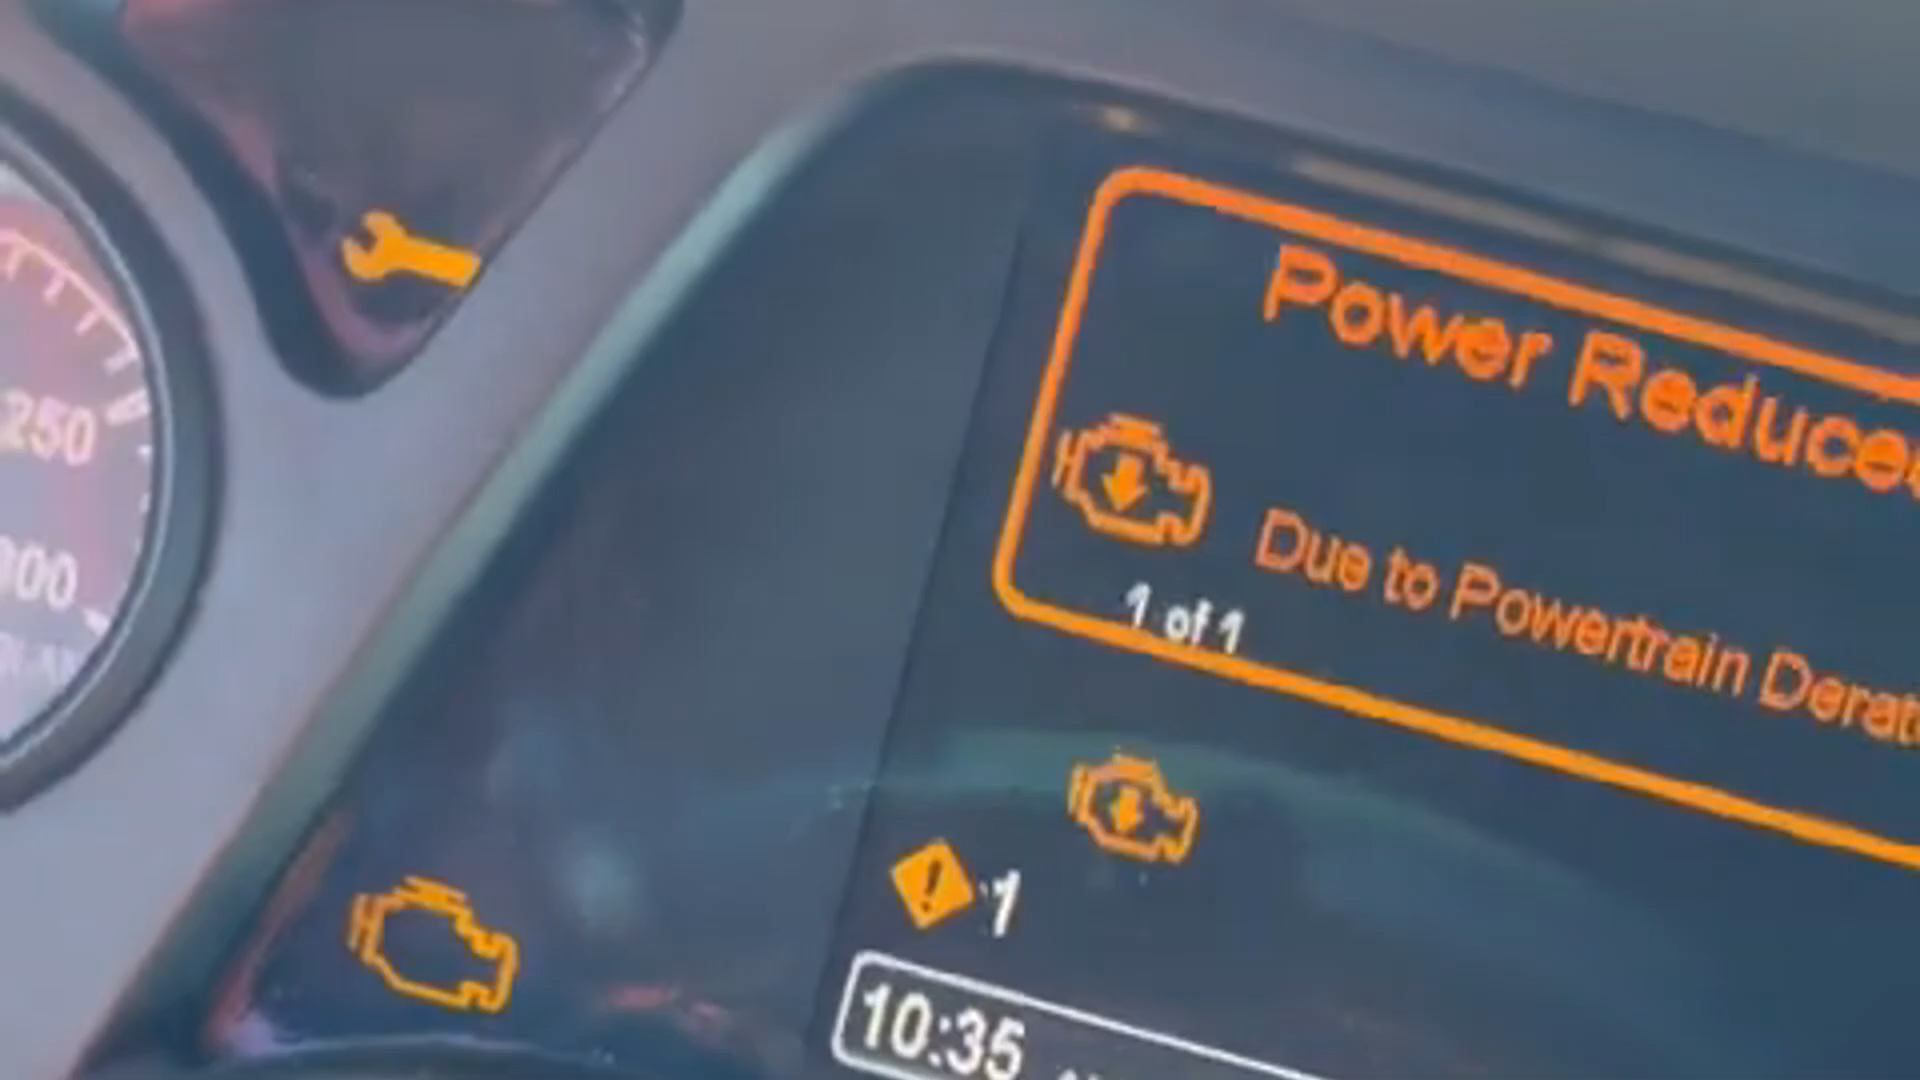 250
Power Reduce
Due to Powertrain Derat
1 of 1
1
10:35